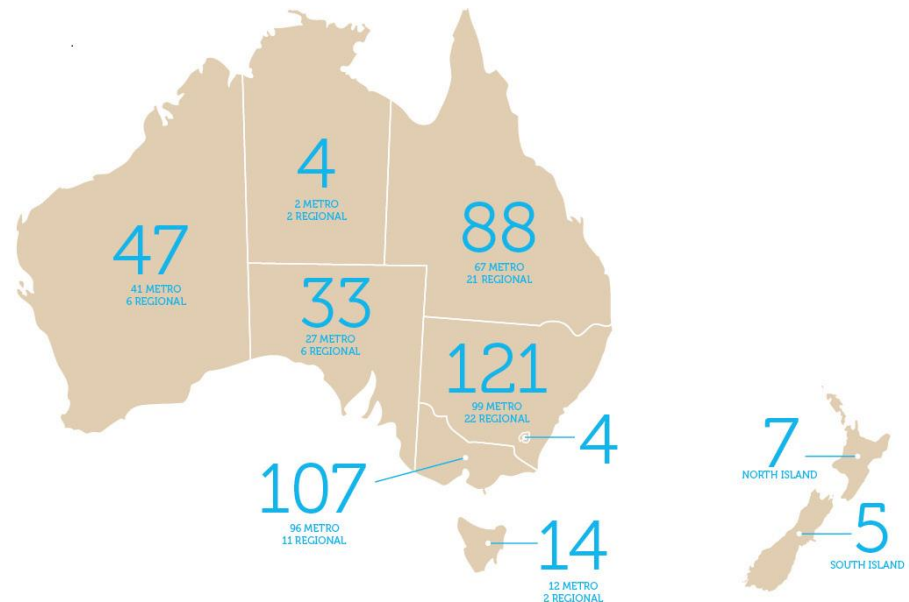 4
2 METRO
2 REGIONAL
88
67 METRO
21 REGIONAL
47
41 METRO
6 REGIONAL
33
27 METRO
6 REGIONAL
121
99 METRO
22 REGIONAL
4
107
96 METRO
11 REGIONAL
14
12 METRO
2 REGIONAL
7
NORTH ISLAND
5
SOUTH ISLAND